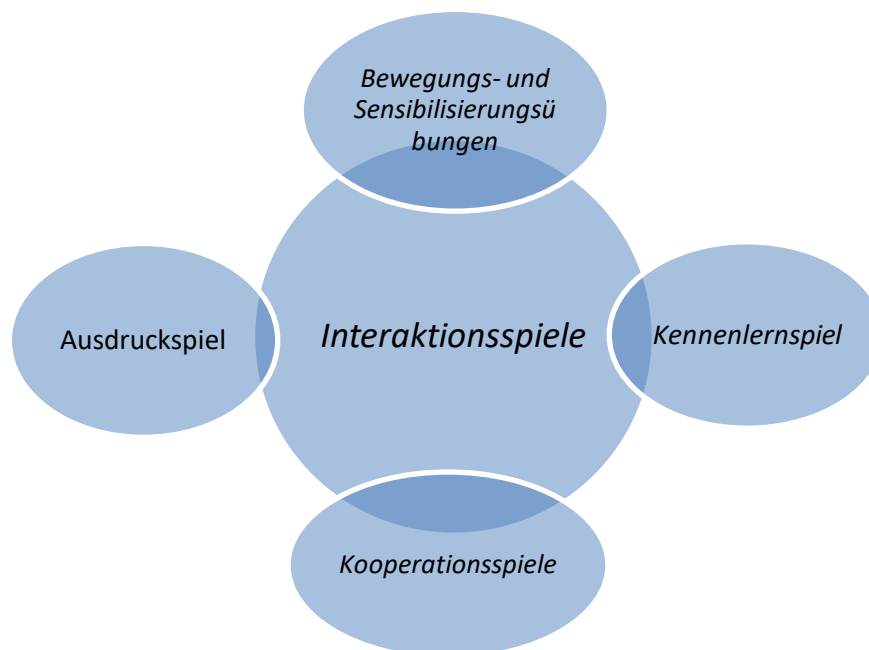 Bewegungs- und
Sensibilisierungsü
bungen
Ausdruckspiel
Interaktionsspiele
Kennenlernspiel
Kooperationsspiele